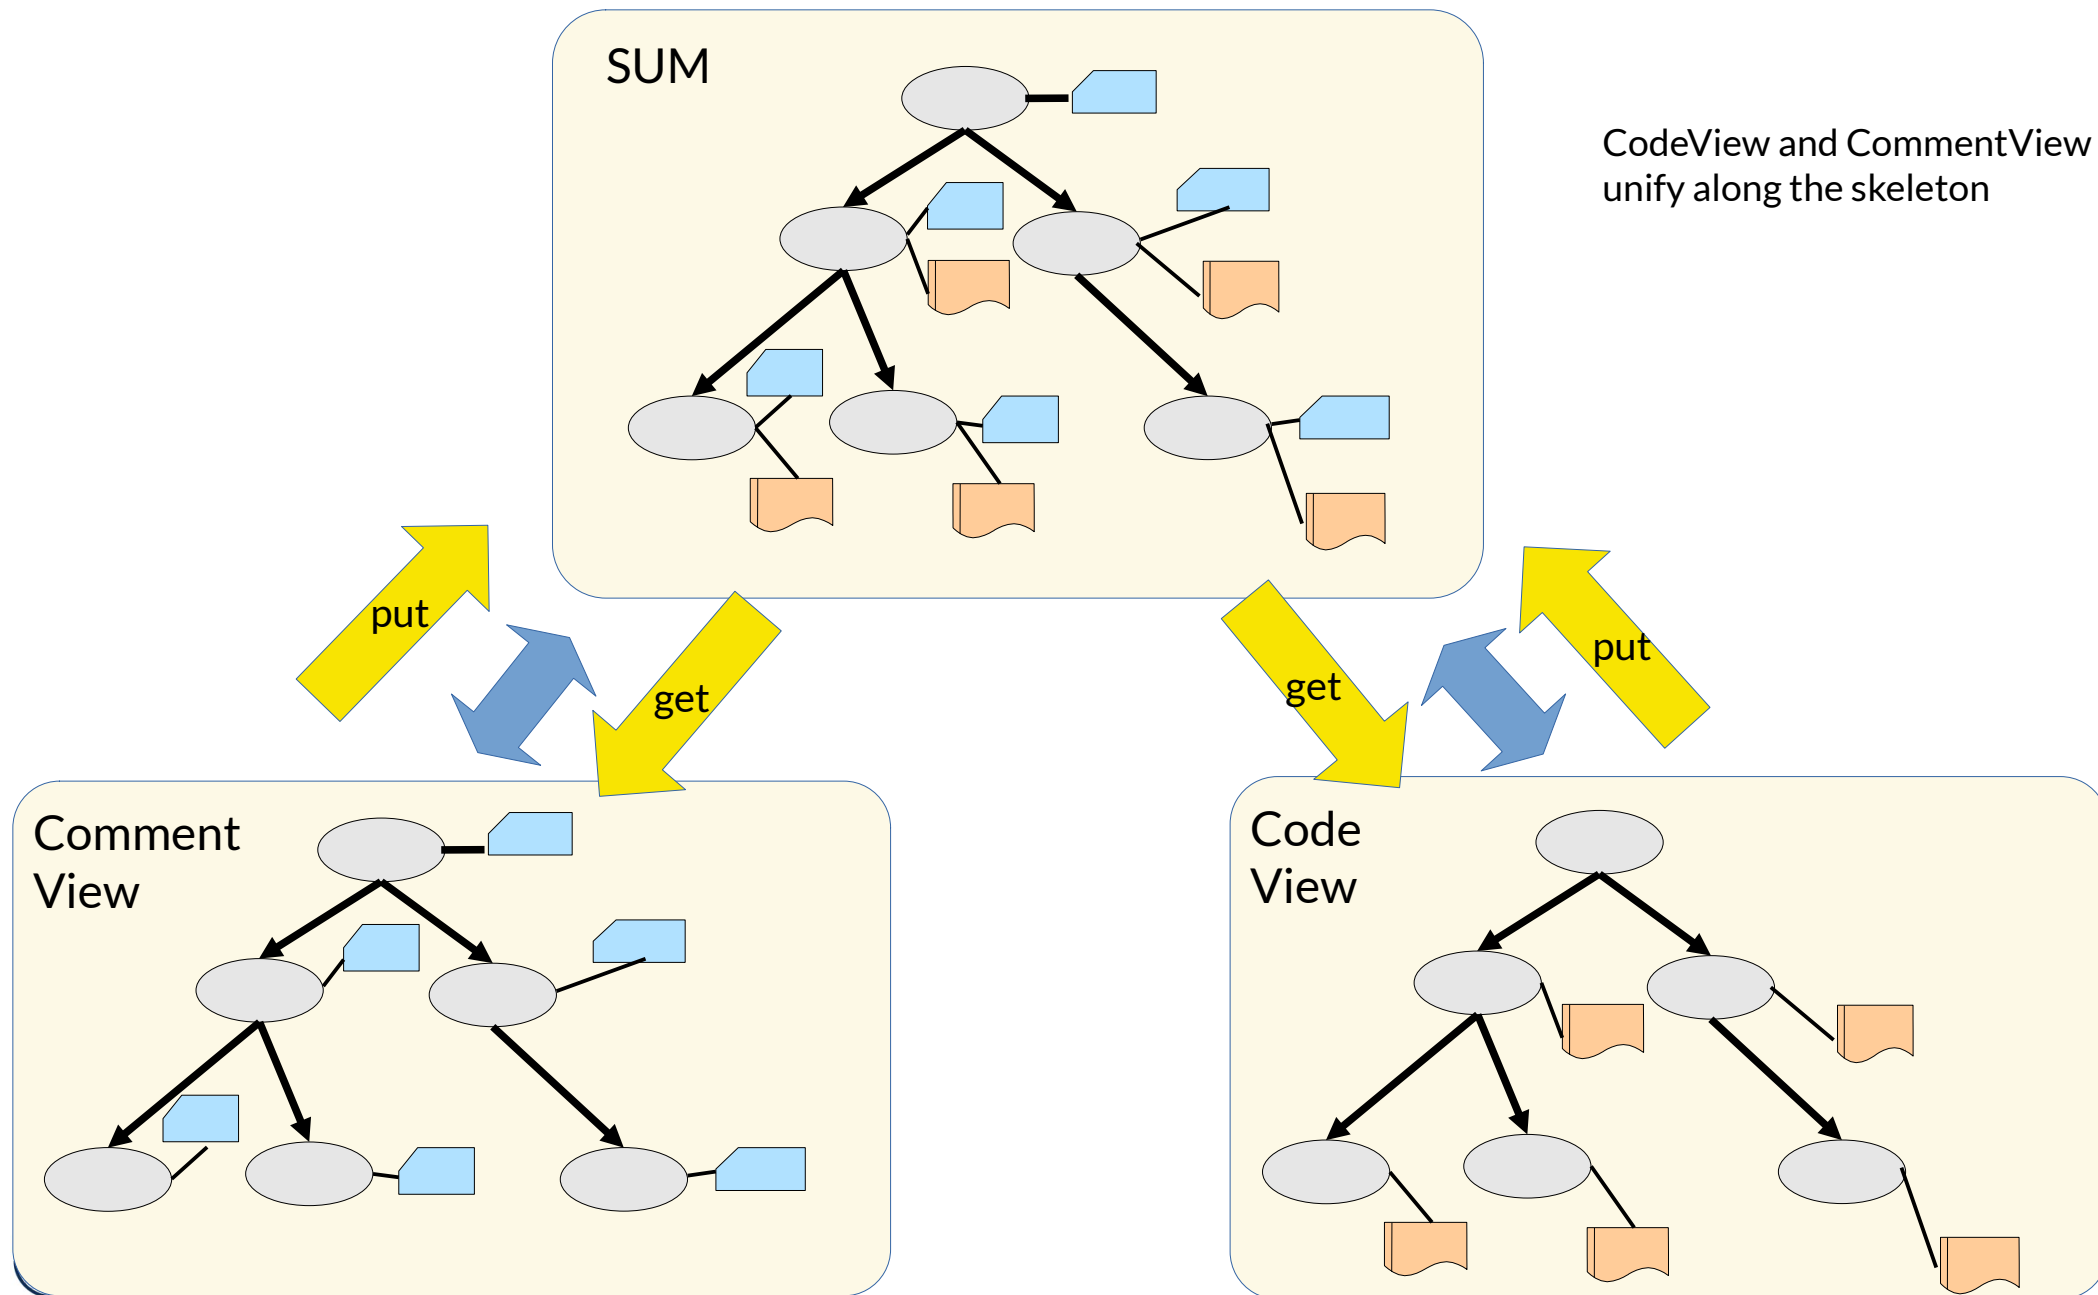 SUM
CodeView and CommentView
unify along the skeleton
put
get
get
put
Comment
View
Code
View